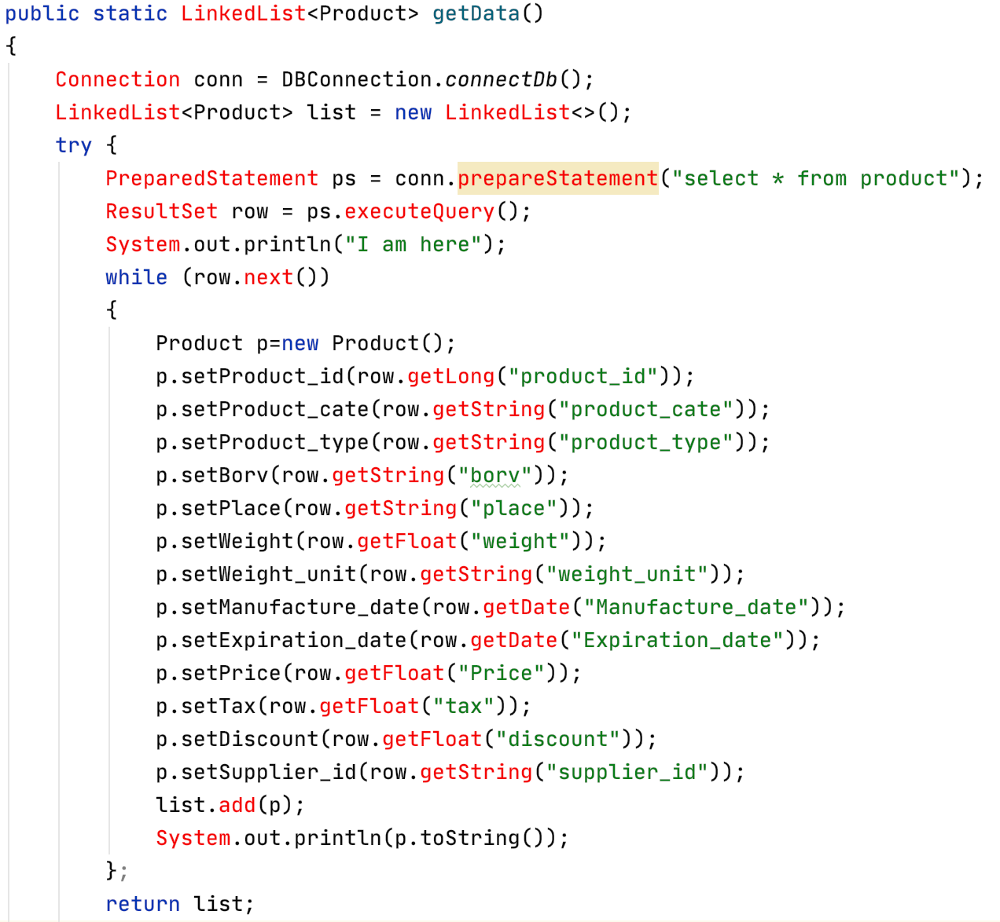 public static LinkedList<Product> getData()
{
Connection conn = DBConnection.connectDb();
LinkedList<Product> list = new LinkedList<>();
try {
PreparedStatement ps = conn.prepareStatement("select * from product");
ResultSet row = ps.executeQuery();
System.out.println("I am here");
while (row.next())
{
Product p=new Product();
p.setProduct_id(row.getLong("product_id"));
p.setProduct_cate(row.getString("product_cate"));
p.setProduct_type(row.getString("product_type"));
p.setBorv(row.getString("borv"));
p.setPlace(row.getString("place"));
p.setWeight(row.getFloat("weight"));
p.setWeight_unit(row.getString("weight_unit"));
p.setManufacture_date(row.getDate("Manufacture_date"));
p.setExpiration_date(row.getDate("Expiration_date"));
p.setPrice(row.getFloat("Price"));
p.setTax(row.getFloat("tax"));
p.setDiscount(row.getFloat("discount"));
p.setSupplier_id(row.getString("supplier_id"));
list.add(p);
System.out.println(p.toString());
};
return list;